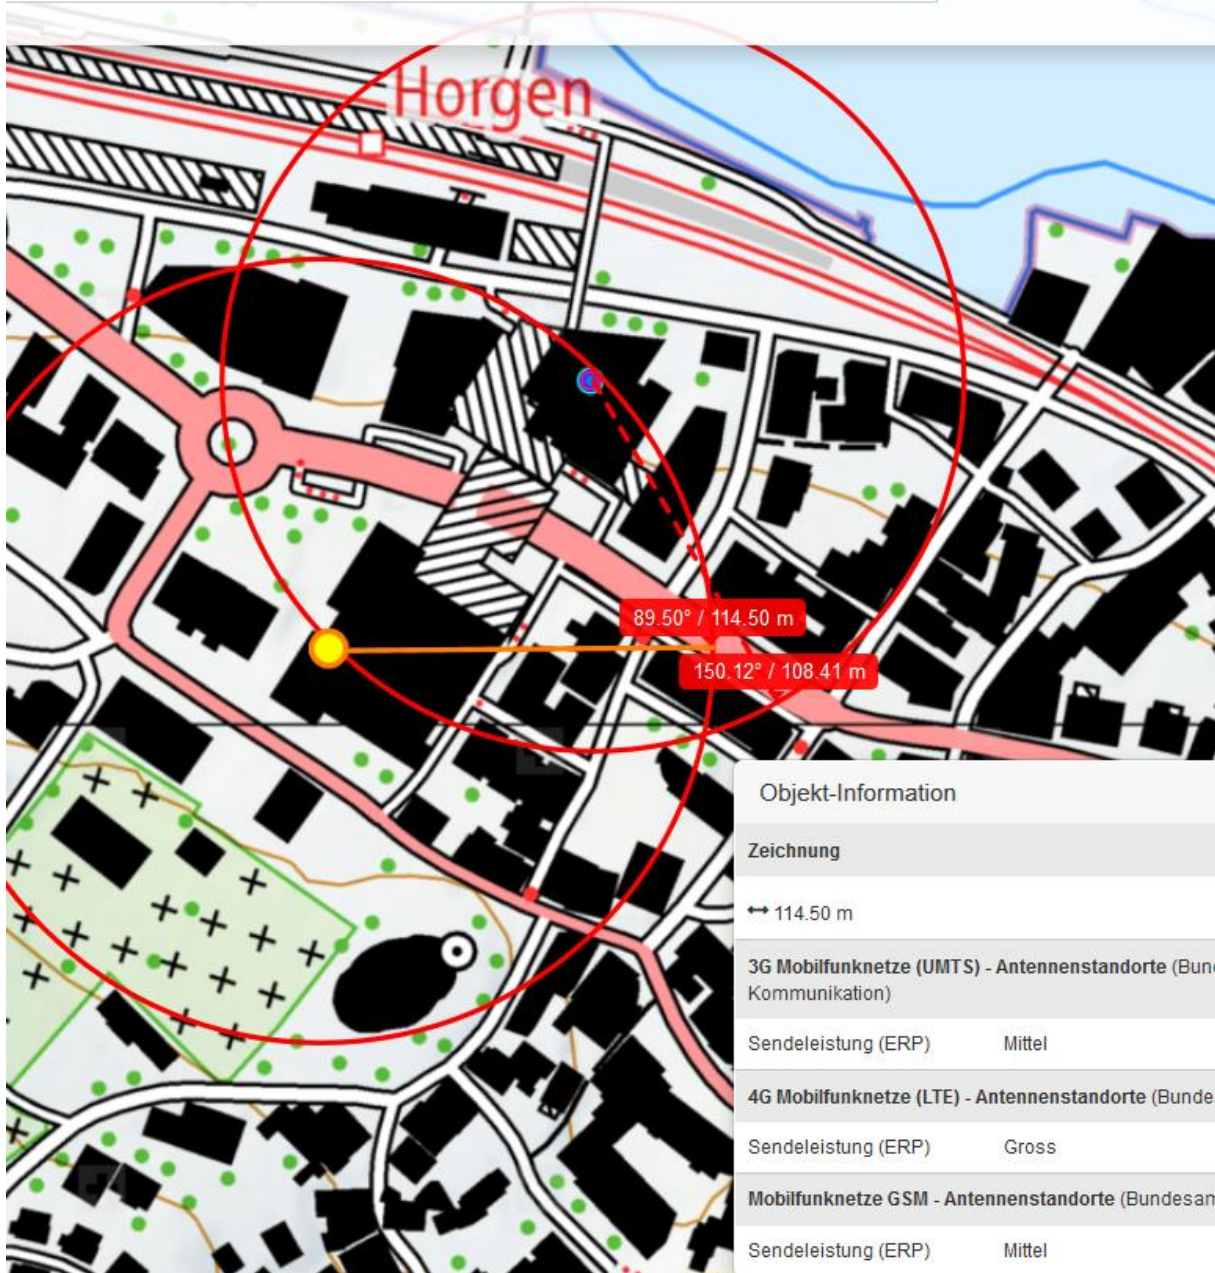 Horgen
89.50° / 114.50 m
150.12° / 108.41 m
Objekt-Information
Zeichnung
↔ 114.50 m
3G Mobilfunknetze (UMTS) - Antennenstandorte (Bun
Kommunikation)
Sendeleistung (ERP) Mittel
4G Mobilfunknetze (LTE) - Antennenstandorte (Bunde
Sendeleistung (ERP) Gross
Mobilfunknetze GSM - Antennenstandorte (Bundesam
Sendeleistung (ERP) Mittel